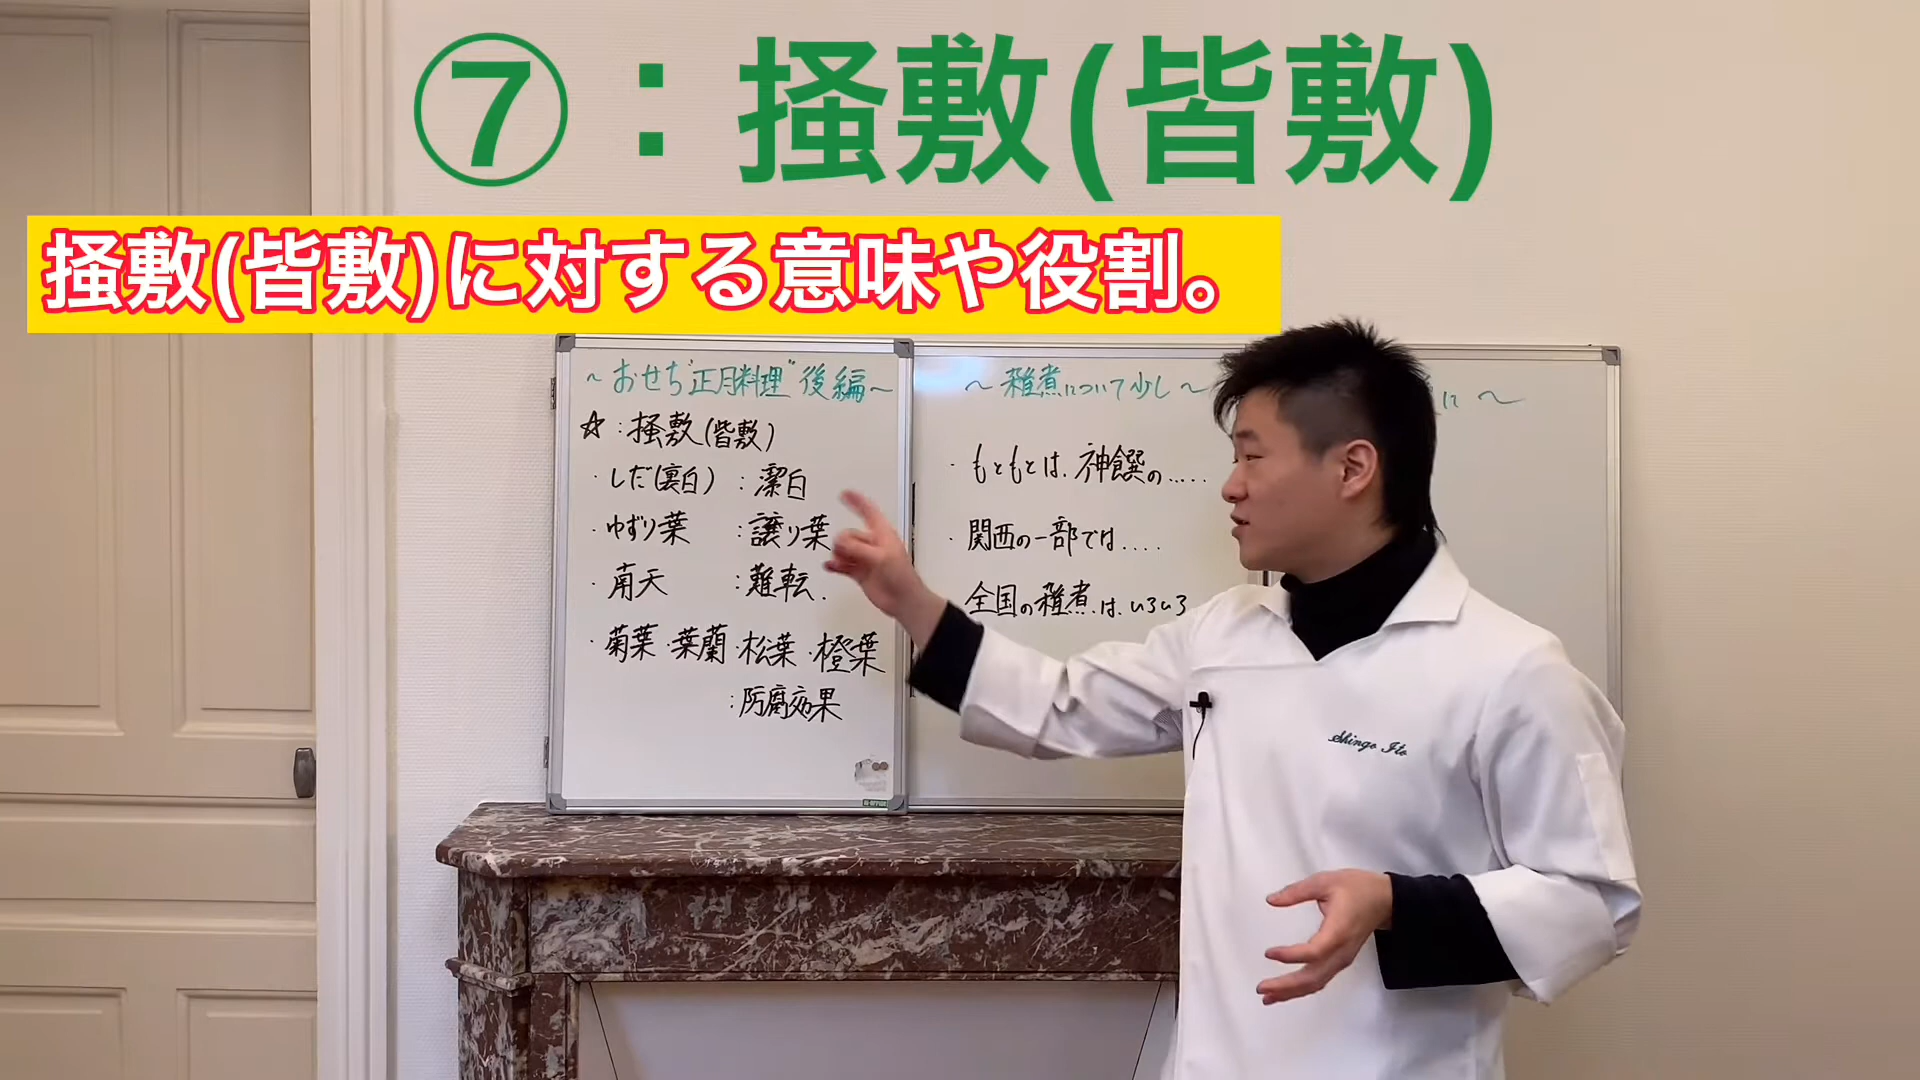 ⑦：掻敷(皆敷)
掻敷(皆敷)に対する意味や役割。
～おせち"正月料理"後編～
☆：掻敷(皆敷)
・しだ(裏白)：潔白
・ゆずり葉：譲り葉
・南天：難転.
・菊葉・葉蘭・松葉・橙葉
：防腐効果
～雑煮について少し～
・もともとは、神饌の.....
・関西の一部では....
全国の雑煮は、いろいろ
に～
Shingo Ito